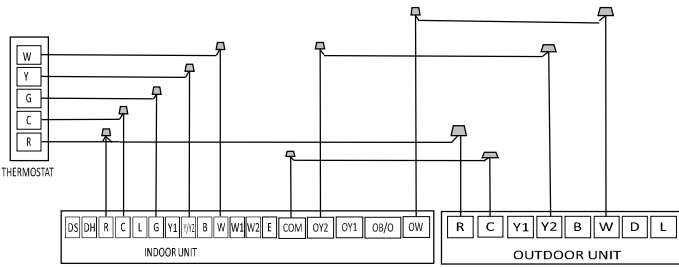 W
Y
G
C
R
THERMOSTAT
DS DH R C L G Y1 Y/Y2 B W W1 W2 E COM OY2 OY1 OB/O OW
INDOOR UNIT
R C Y1 Y2 B W D L
OUTDOOR UNIT